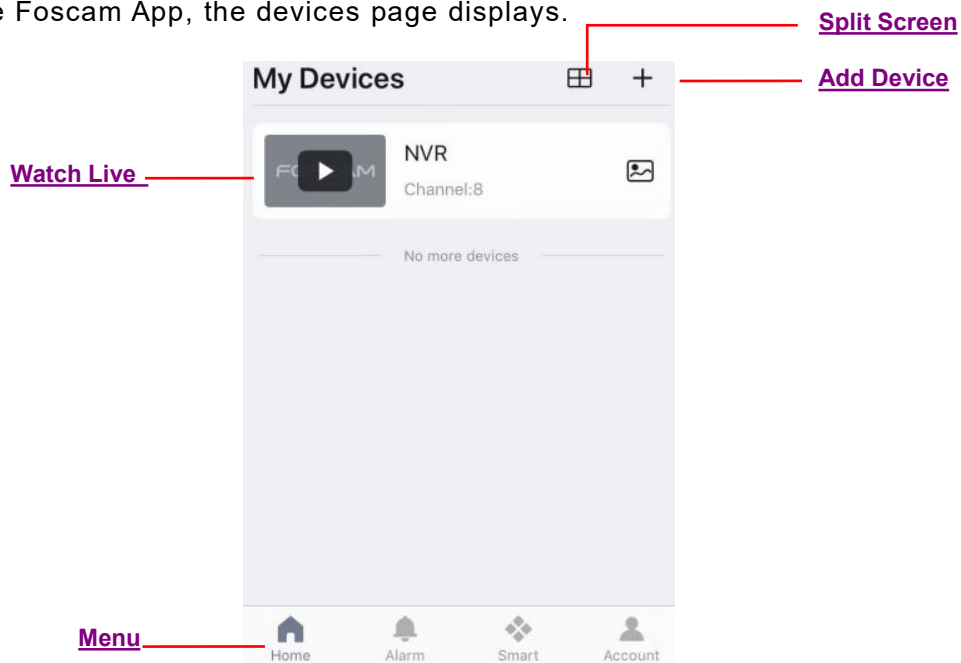 e Foscam App, the devices page displays.
Split Screen
My Devices
Add Device
NVR
Watch Live
Channel:8
No more devices
Menu
Home Alarm Smart Account